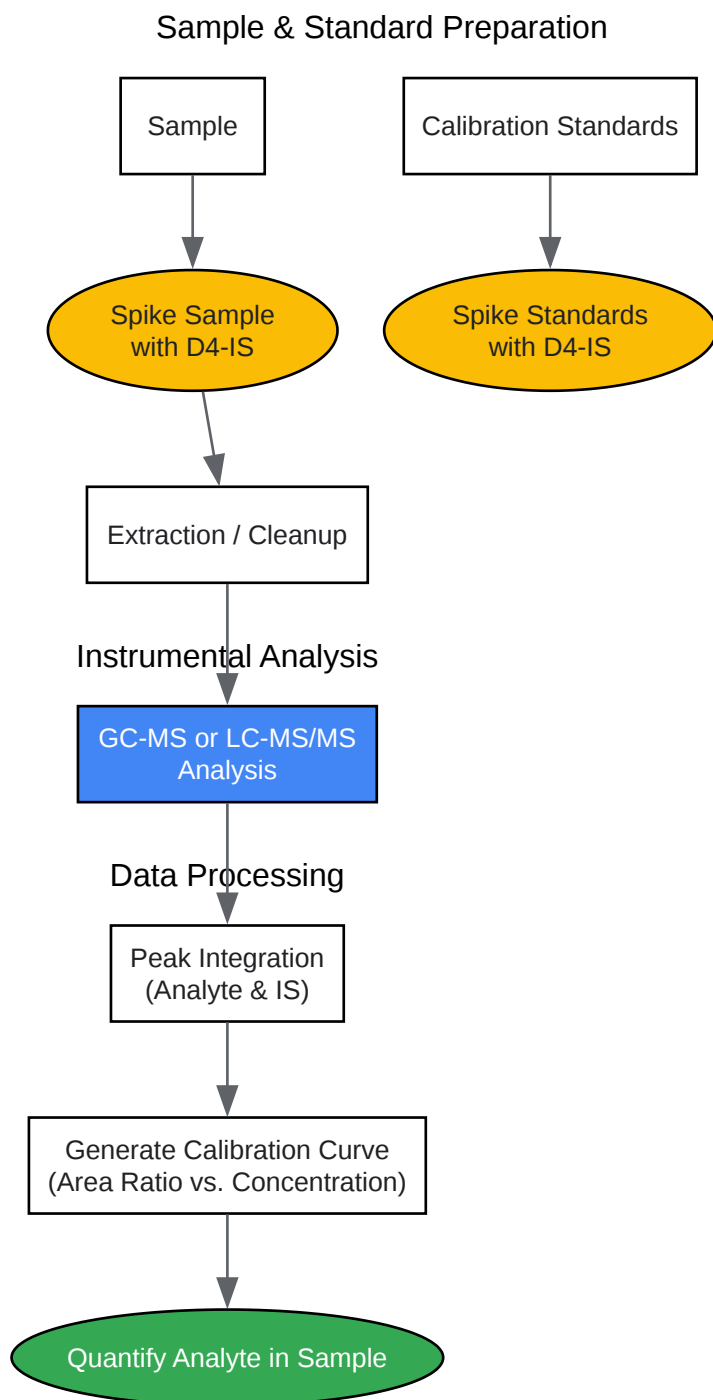 Sample & Standard Preparation
Sample
Calibration Standards
Spike Sample
with D4-IS
Spike Standards
with D4-IS
Extraction / Cleanup
Instrumental Analysis
GC-MS or LC-MS/MS
Analysis
Data Processing
Peak Integration
(Analyte & IS)
Generate Calibration Curve
(Area Ratio vs. Concentration)
Quantify Analyte in Sample